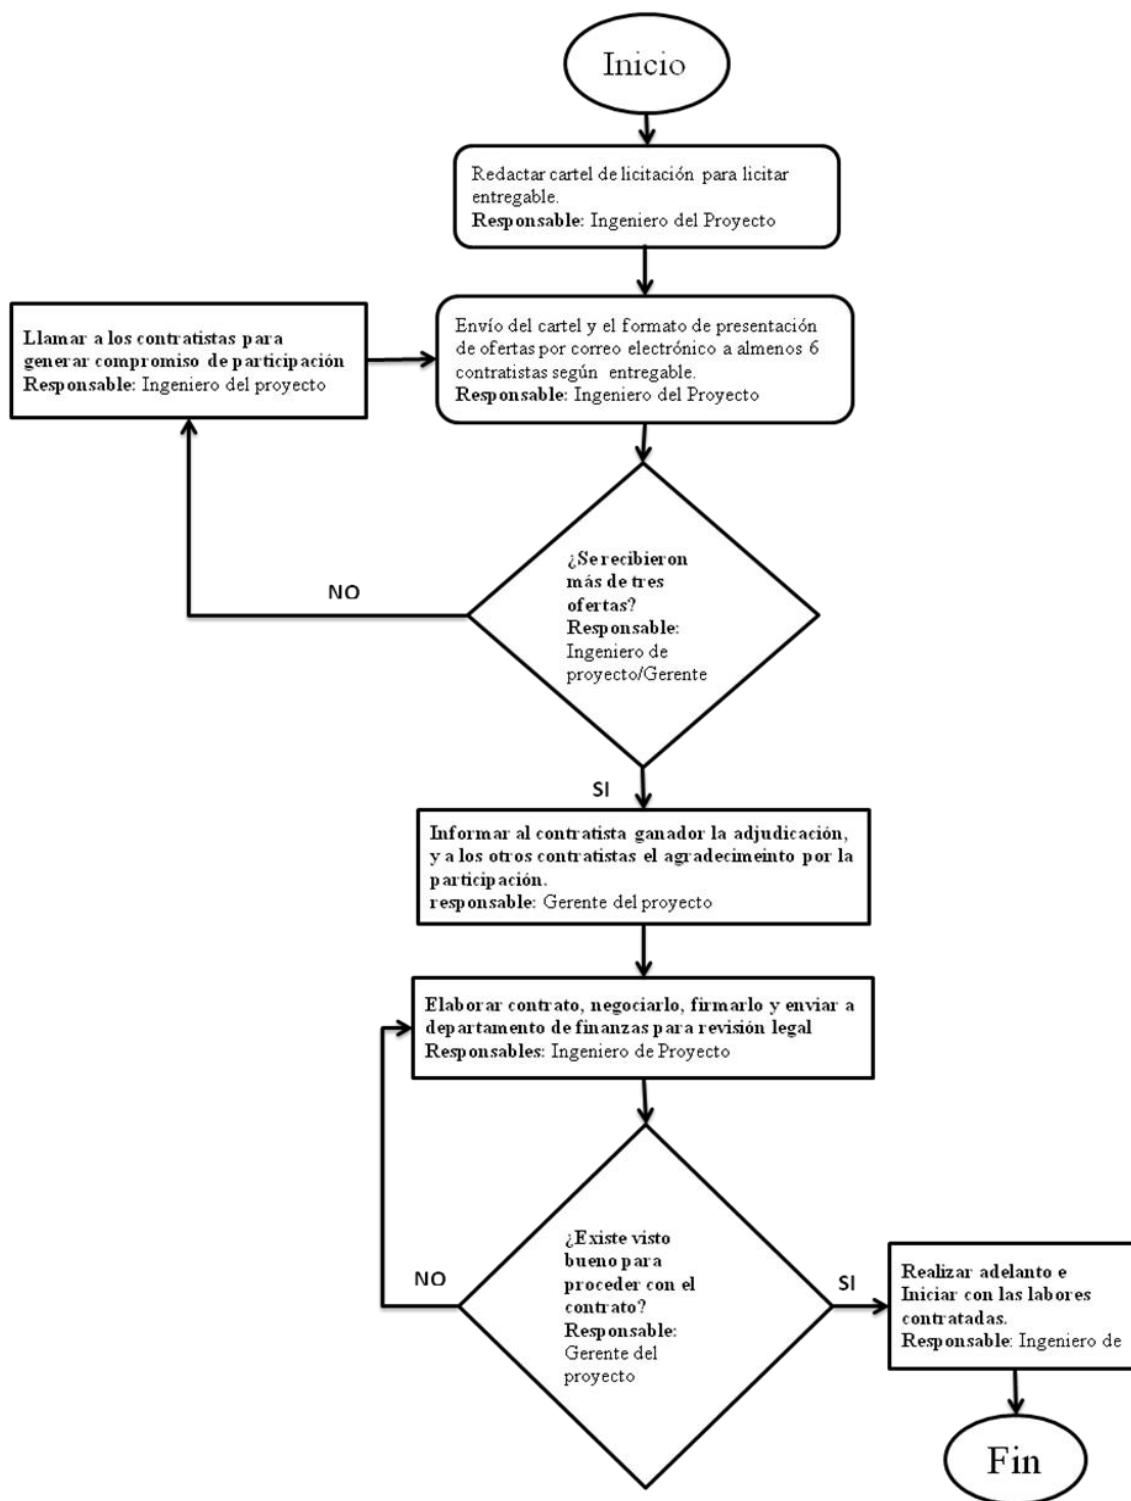 Inicio
Redactar cartel de licitación para licitar
entregable.
Responsable: Ingeniero del Proyecto
Llamar a los contratistas para
generar compromiso de participación
Responsable: Ingeniero del proyecto
Envío del cartel y el formato de presentación
de ofertas por correo electrónico a almenos 6
contratistas según entregable.
Responsable: Ingeniero del Proyecto
¿Se recibieron
más de tres
ofertas?
Responsable:
Ingeniero de
proyecto/Gerente
NO
SI
Informar al contratista ganador la adjudicación,
y a los otros contratistas el agradecimeinto por la
participación.
responsable: Gerente del proyecto
Elaborar contrato, negociarlo, firmarlo y enviar a
departamento de finanzas para revisión legal
Responsables: Ingeniero de Proyecto
¿Existe visto
bueno para
proceder con el
contrato?
Responsable:
Gerente del
proyecto
NO
SI
Realizar adelanto e
Iniciar con las labores
contratadas.
Responsable: Ingeniero de
Fin